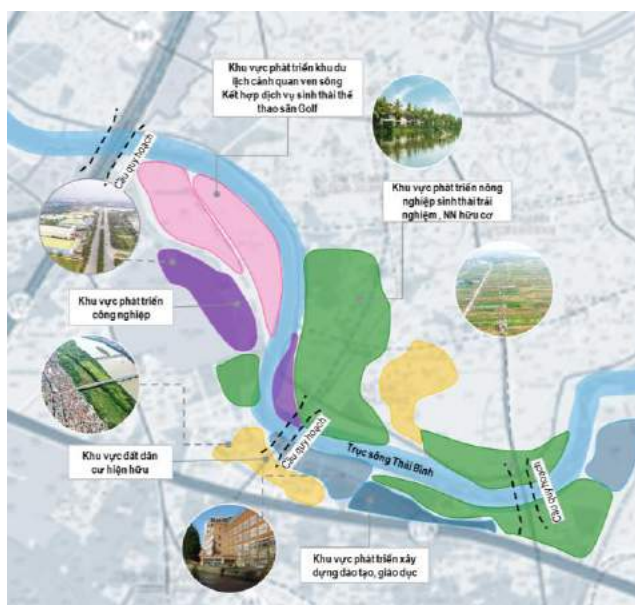 Khu vực phát triển khu du
lịch cảnh quan ven sông
Kết hợp dịch vụ sinh thái thể
thao sân Golf
Cầu quy hoạch
Khu vực phát triển nông
nghiệp sinh thái trải
nghiệm , NN hữu cơ
Khu vực phát triển
công nghiệp
Khu vực đất dân
cư hiện hữu
Cầu quy hoạch
Trục sông Thái Bình
Cầu quy hoạch
Khu vực phát triển xây
dựng đào tạo, giáo dục